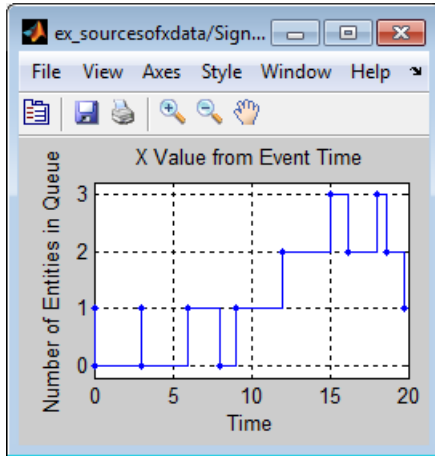 ex_sourcesofxdata/Sign...
File View Axes Style Window Help
X Value from Event Time
Number of Entities in Queue
3
2
1
0
0 5 10 15 20
Time